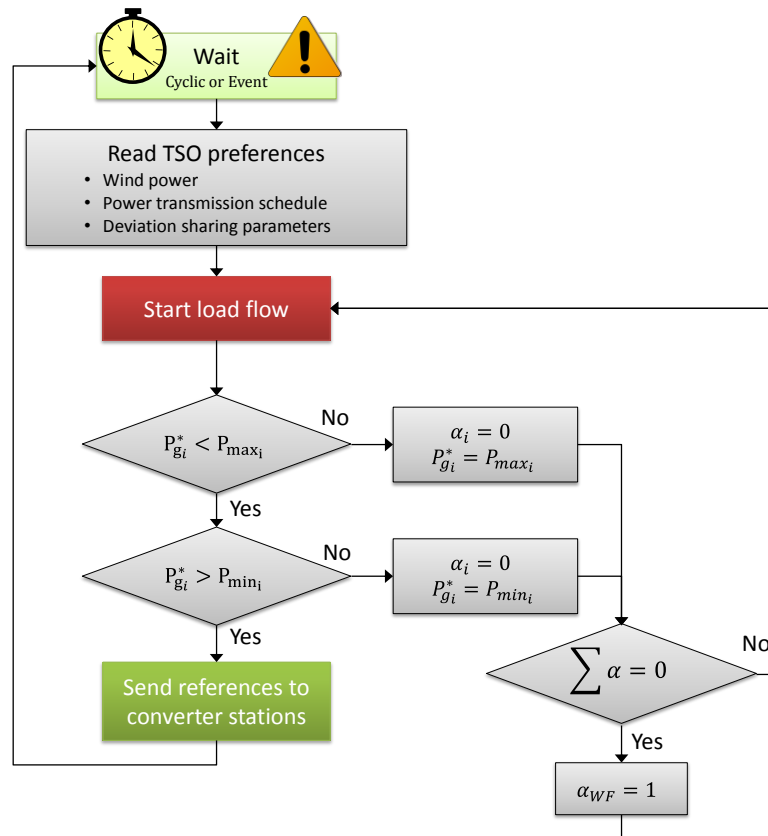 Wait
Cyclic or Event
Read TSO preferences
• Wind power
• Power transmission schedule
• Deviation sharing parameters
Start load flow
P*gᵢ < Pmaxᵢ
No
αᵢ = 0
P*gᵢ = Pmaxᵢ
Yes
P*gᵢ > Pminᵢ
No
αᵢ = 0
P*gᵢ = Pminᵢ
Yes
Send references to
converter stations
∑ α = 0
No
Yes
α_WF = 1